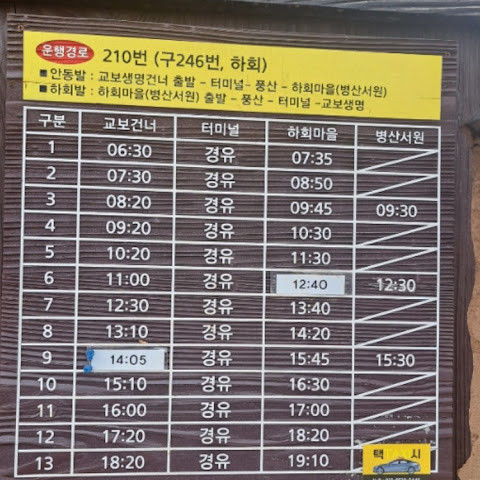 운행경로 210번 (구246번, 하회)
■ 안동발 : 교보생명건너 출발 - 터미널 - 풍산 - 하회마을(병산서원)
■ 하회발 : 하회마을(병산서원) 출발 - 풍산 - 터미널 -교보생명
구분 교보건너 터미널 하회마을 병산서원
1 06:30 경유 07:35
2 07:30 경유 08:50
3 08:20 경유 09:45 09:30
4 09:20 경유 10:30
5 10:20 경유 11:30
6 11:00 경유 12:40 12:30
7 12:30 경유 13:40
8 13:10 경유 14:20
9 14:05 경유 15:45 15:30
10 15:10 경유 16:30
11 16:00 경유 17:00
12 17:20 경유 18:20
13 18:20 경유 19:10
택 시